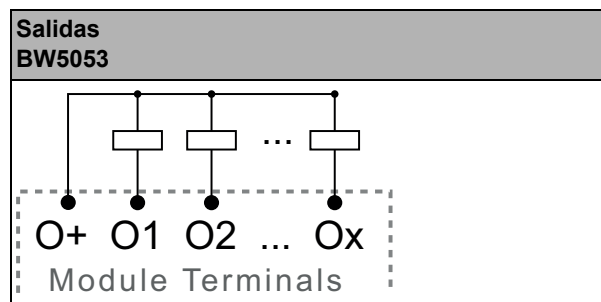 Salidas
BW5053
...
O+ O1 O2 ... Ox
Module Terminals